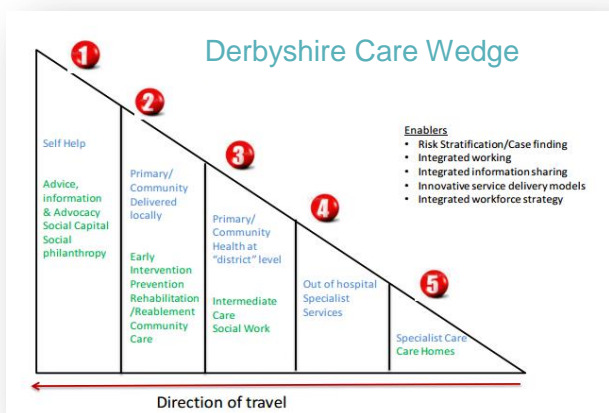 Derbyshire Care Wedge
1
2
3
4
5
Enablers
• Risk Stratification/Case finding
• Integrated working
• Integrated information sharing
• Innovative service delivery models
• Integrated workforce strategy
Self Help
Advice,
information
& Advocacy
Social Capital
Social
philanthropy
Primary/
Community
Delivered
locally
Early
Intervention
Prevention
Rehabilitation
/Reablement
Community
Care
Primary/
Community
Health at
"district" level
Intermediate
Care
Social Work
Out of hospital
Specialist
Services
Specialist Care
Care Homes
Direction of travel